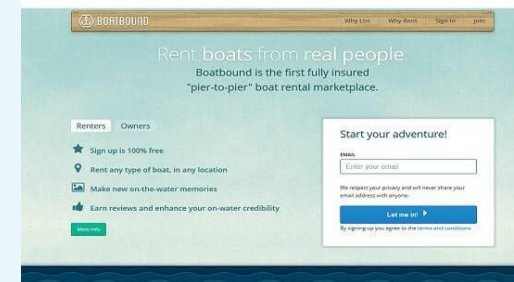 BOATBOUND
Why List Why Rent Sign In Join
Rent boats from real people.
Boatbound is the first fully insured
"pier-to-pier" boat rental marketplace.
Renters Owners
Sign up is 100% free
Rent any type of boat, in any location
Make new on-the-water memories
Earn reviews and enhance your on-water credibility
More Info
Start your adventure!
EMAIL
Enter your email
We respect your privacy and will never share your
email address with anyone.
Let me in!
By signing up you agree to the terms and conditions